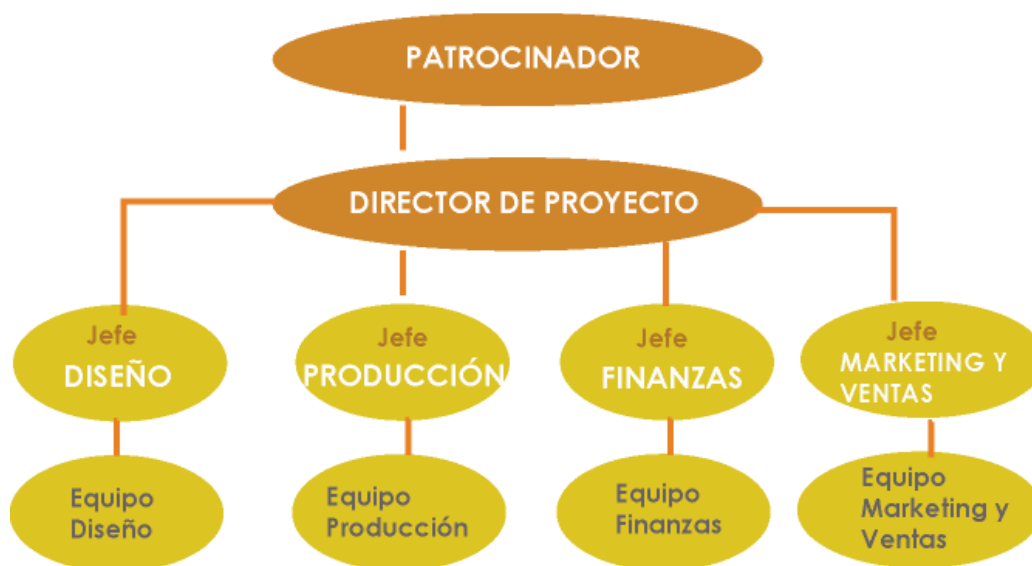 PATROCINADOR
DIRECTOR DE PROYECTO
Jefe
DISEÑO
Jefe
PRODUCCIÓN
Jefe
FINANZAS
Jefe
MARKETING Y
VENTAS
Equipo
Diseño
Equipo
Producción
Equipo
Finanzas
Equipo
Marketing y
Ventas